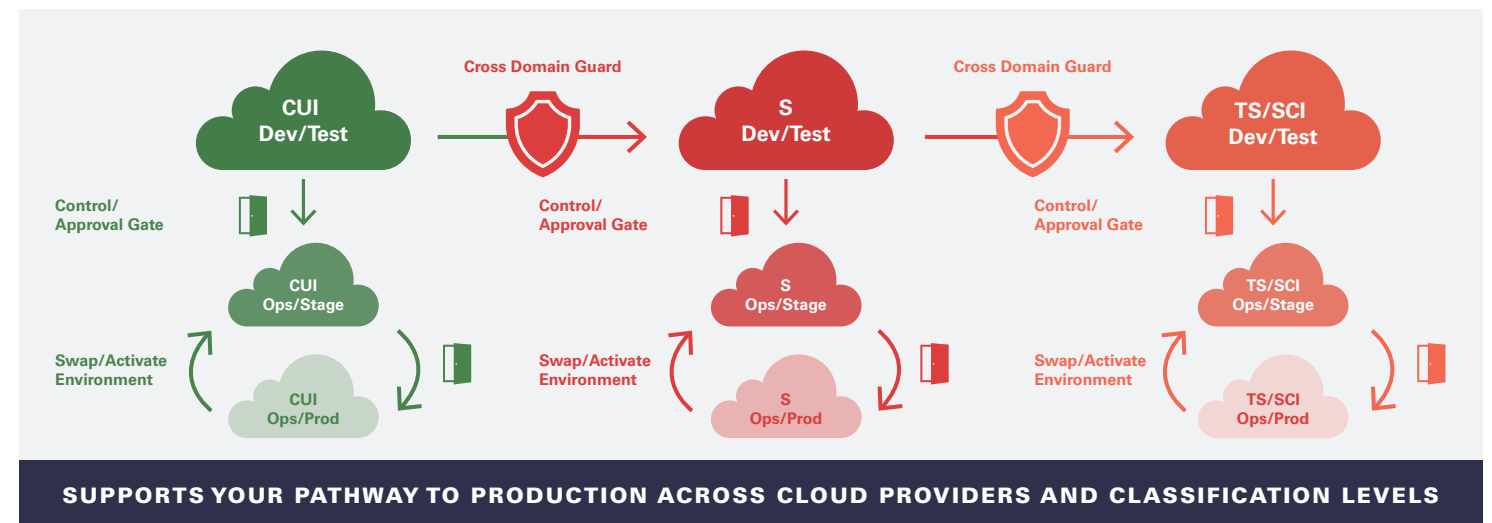 Cross Domain Guard
Cross Domain Guard
CUI
Dev/Test
S
Dev/Test
TS/SCI
Dev/Test
Control/
Approval Gate
Control/
Approval Gate
Control/
Approval Gate
CUI
Ops/Stage
S
Ops/Stage
TS/SCI
Ops/Stage
Swap/Activate
Environment
Swap/Activate
Environment
Swap/Activate
Environment
CUI
Ops/Prod
S
Ops/Prod
TS/SCI
Ops/Prod
SUPPORTS YOUR PATHWAY TO PRODUCTION ACROSS CLOUD PROVIDERS AND CLASSIFICATION LEVELS